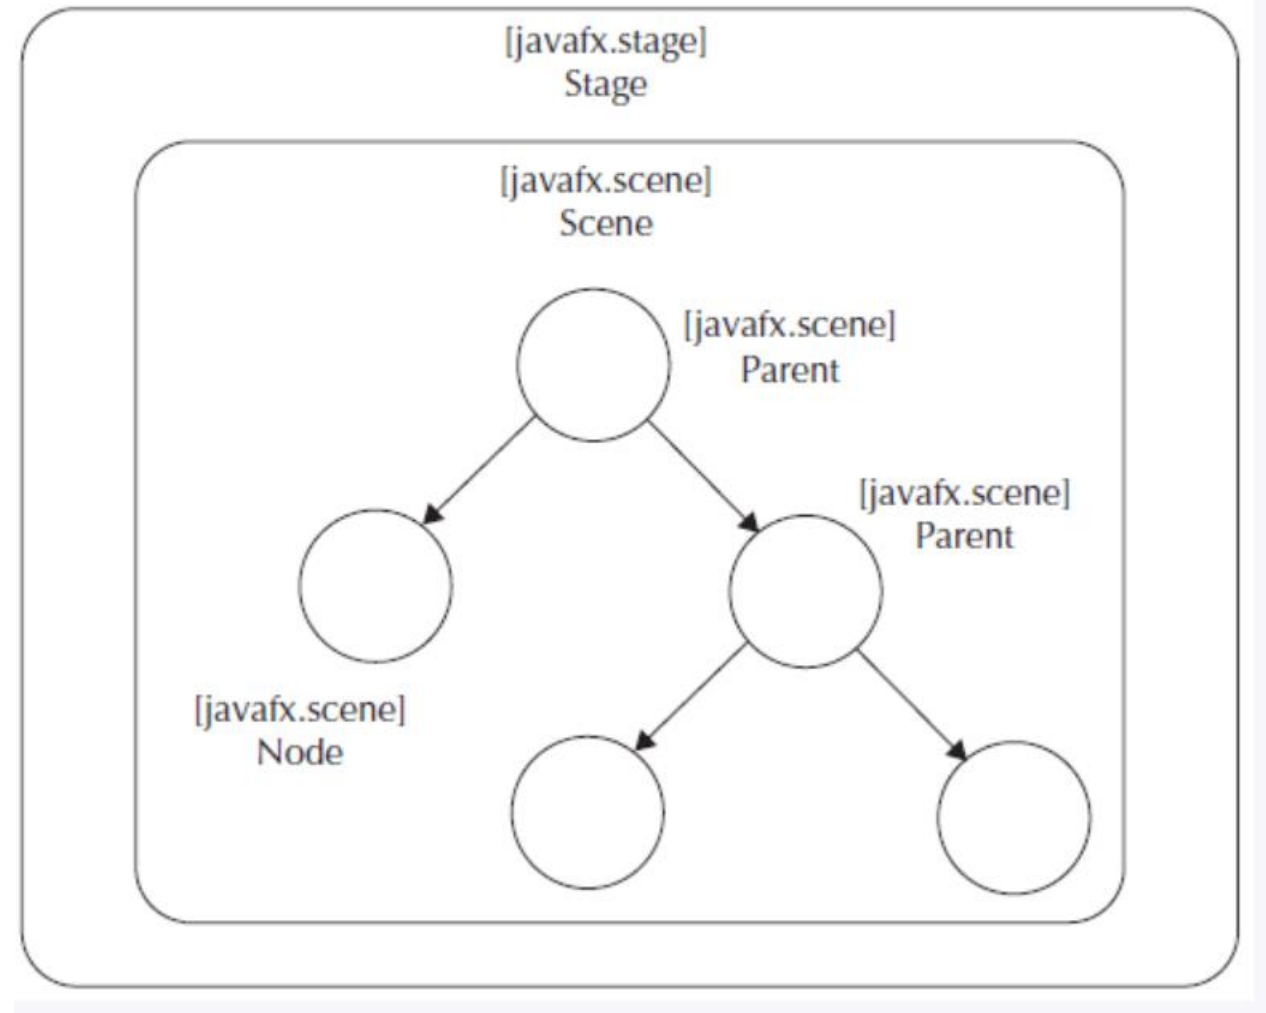 [javafx.stage]
Stage
[javafx.scene]
Scene
[javafx.scene]
Parent
[javafx.scene]
Parent
[javafx.scene]
Node